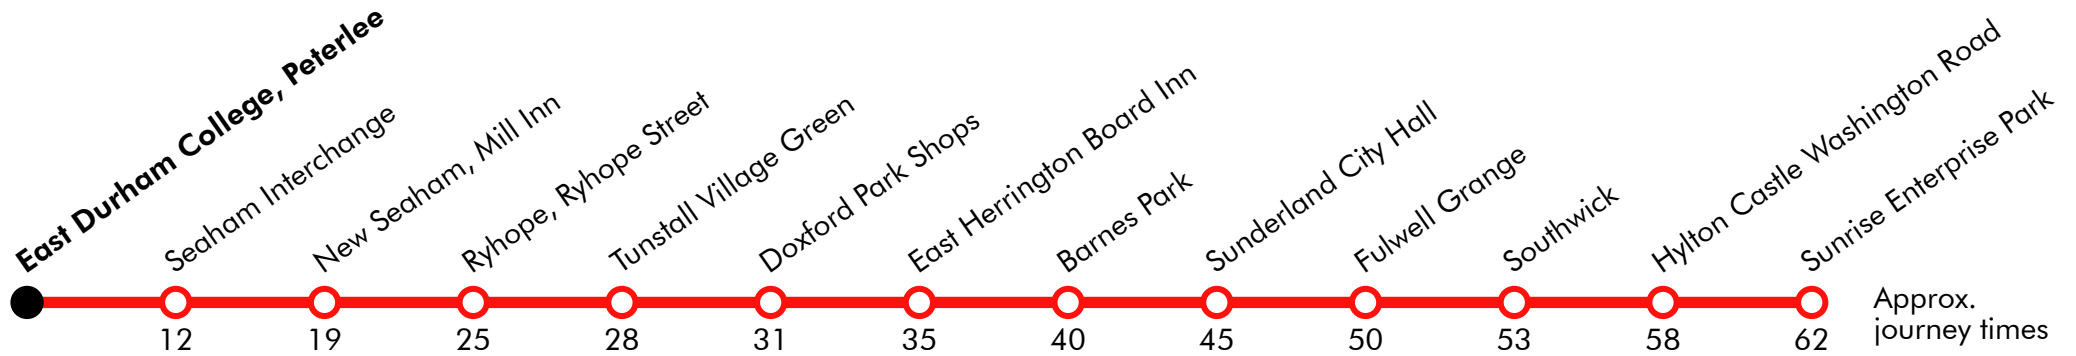 East Durham College, Peterlee
Seaham Interchange
New Seaham, Mill Inn
Ryhope, Ryhope Street
Tunstall Village Green
Doxford Park Shops
East Herrington Board Inn
Barnes Park
Sunderland City Hall
Fulwell Grange
Southwick
Hylton Castle Washington Road
Sunrise Enterprise Park
12 19 25 28 31 35 40 45 50 53 58 62
Approx.
journey times